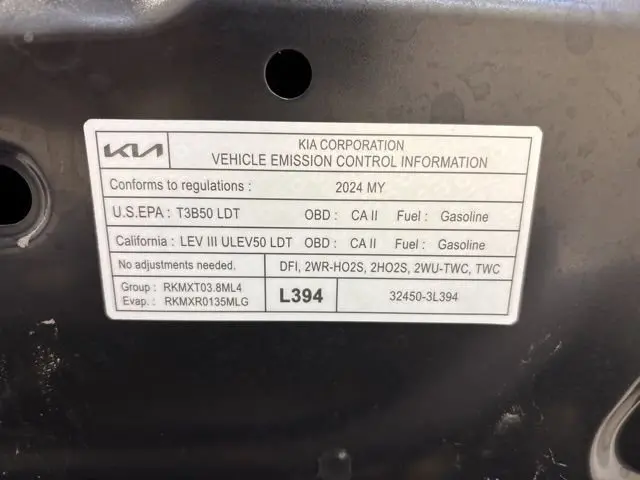 KIA
KIA CORPORATION
VEHICLE EMISSION CONTROL INFORMATION
Conforms to regulations : 2024 MY
U.S.EPA : T3B50 LDT OBD : CA II Fuel : Gasoline
California : LEV III ULEV50 LDT OBD : CA II Fuel : Gasoline
No adjustments needed. DFI, 2WR-HO2S, 2HO2S, 2WU-TWC, TWC
Group : RKMXT03.8ML4
Evap. : RKMXR0135MLG
L394
32450-3L394